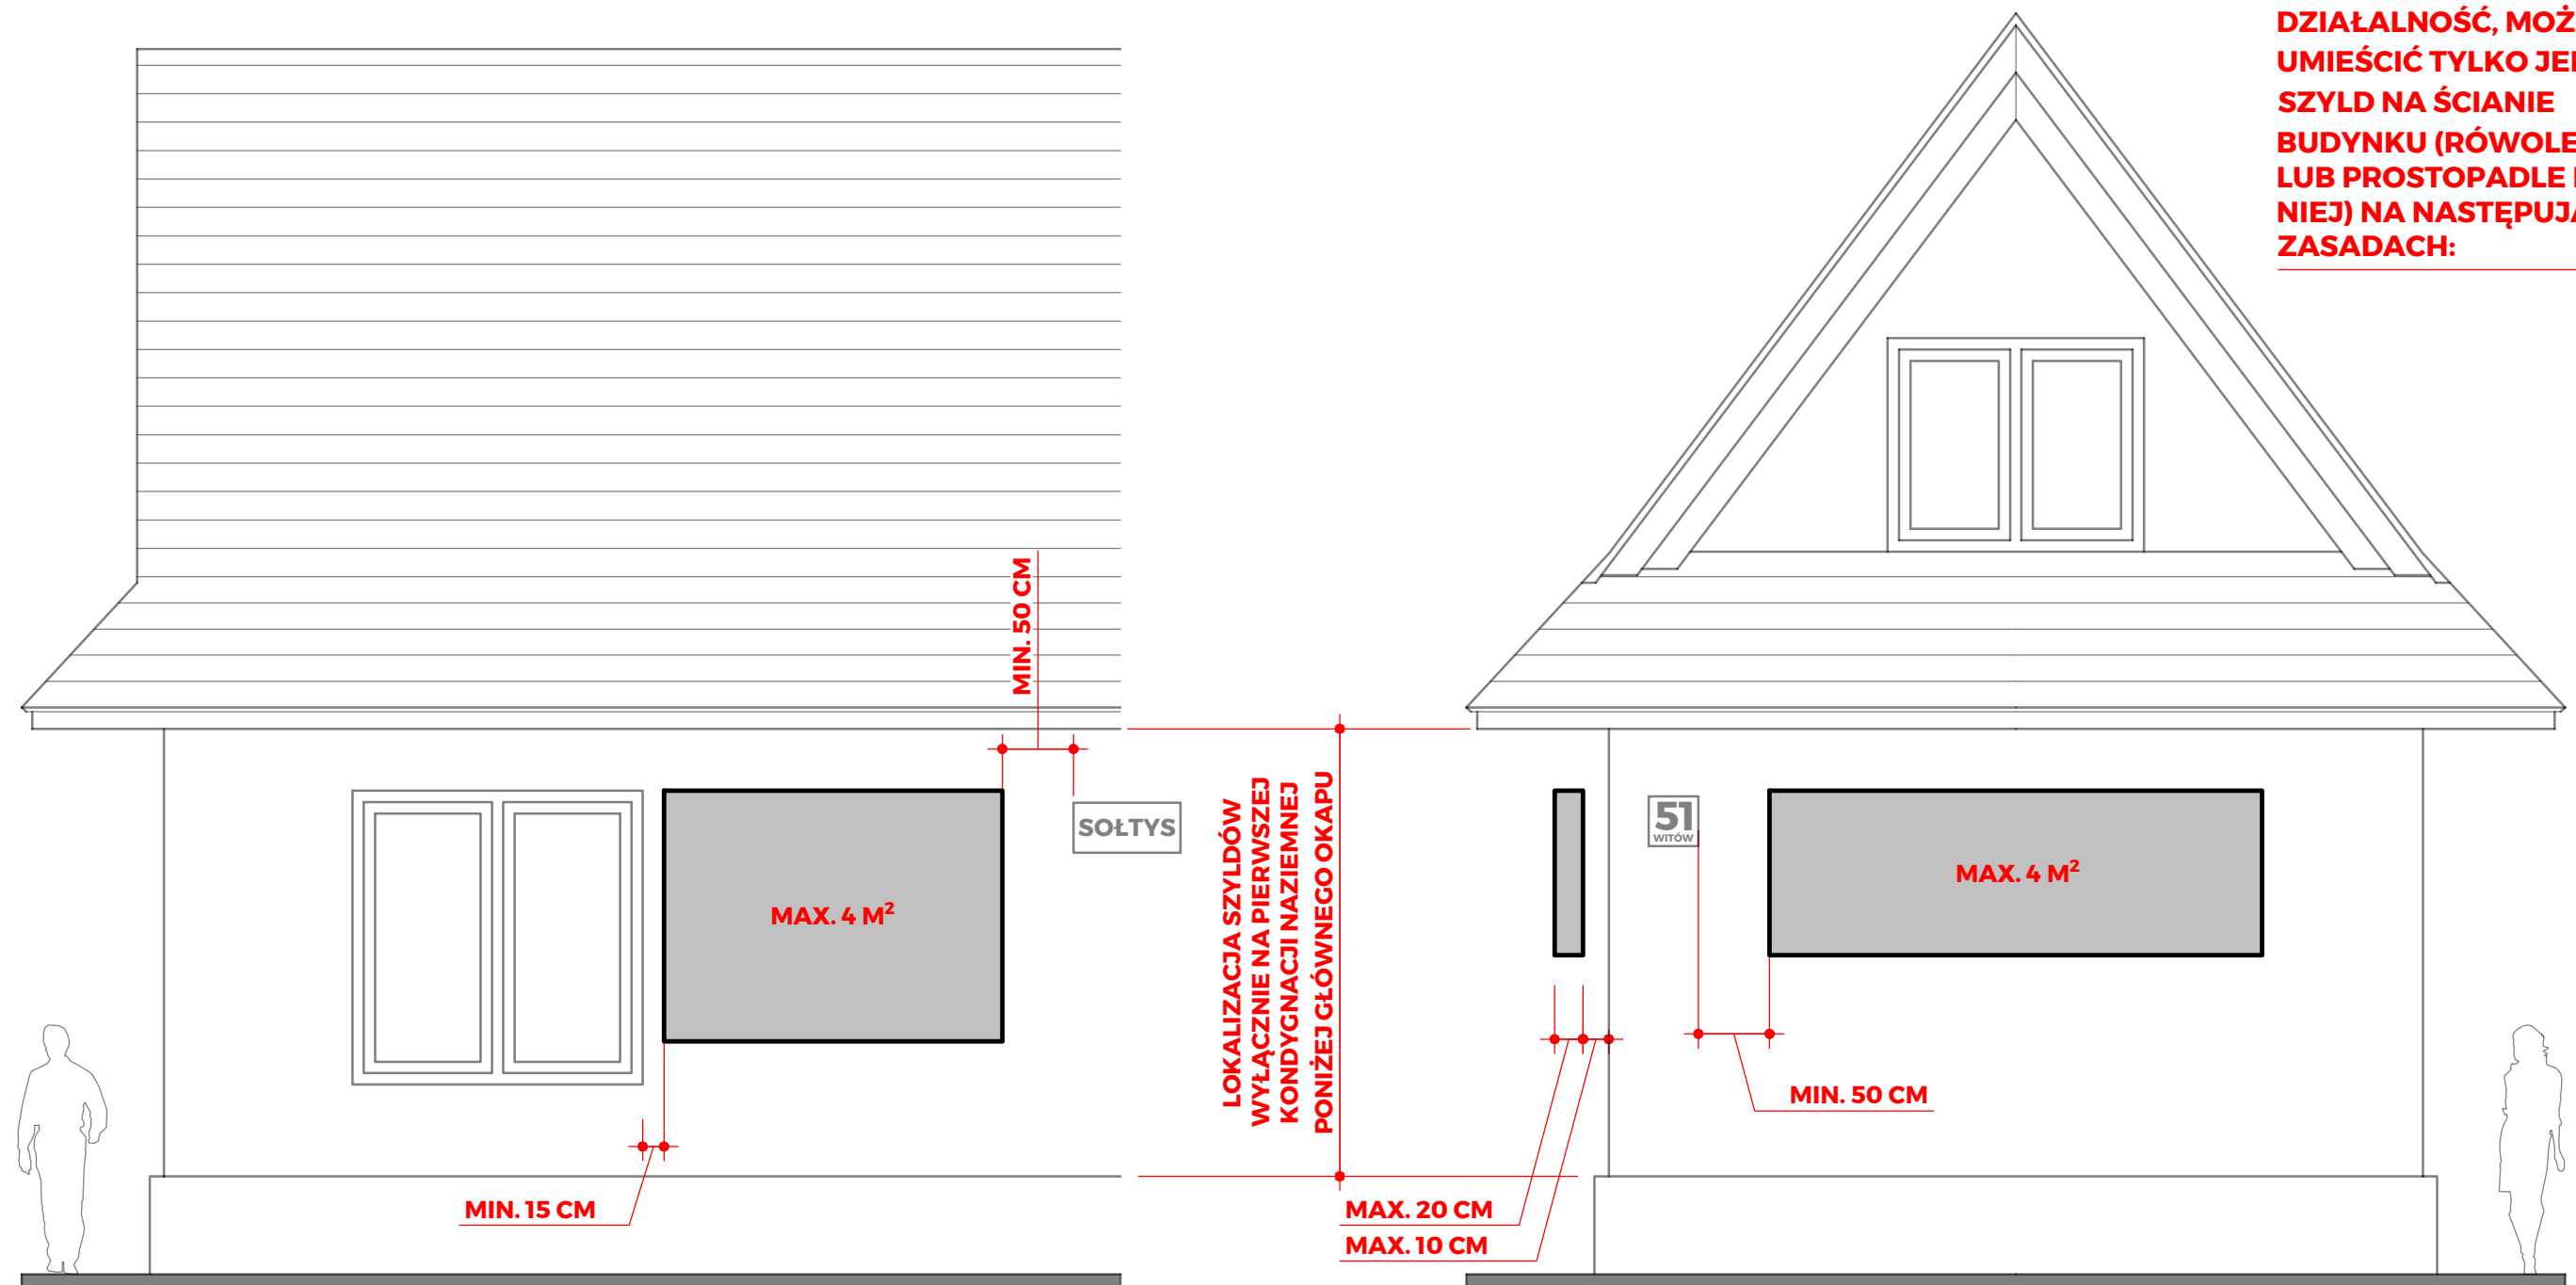 DZIAŁALNOŚĆ, MOŻ
UMIEŚCIĆ TYLKO JE
SZYLD NA ŚCIANIE
BUDYNKU (RÓWOLE
LUB PROSTOPADLE
NIEJ) NA NASTĘPUJĄ
ZASADACH:
MIN. 50 CM
SOŁTYS
MAX. 4 M²
MIN. 15 CM
LOKALIZACJA SZYLDÓW
WYŁĄCZNIE NA PIERWSZEJ
KONDYGNACJI NAZIEMNEJ
PONIŻEJ GŁÓWNEGO OKAPU
51
WITÓW
MAX. 4 M²
MIN. 50 CM
MAX. 20 CM
MAX. 10 CM